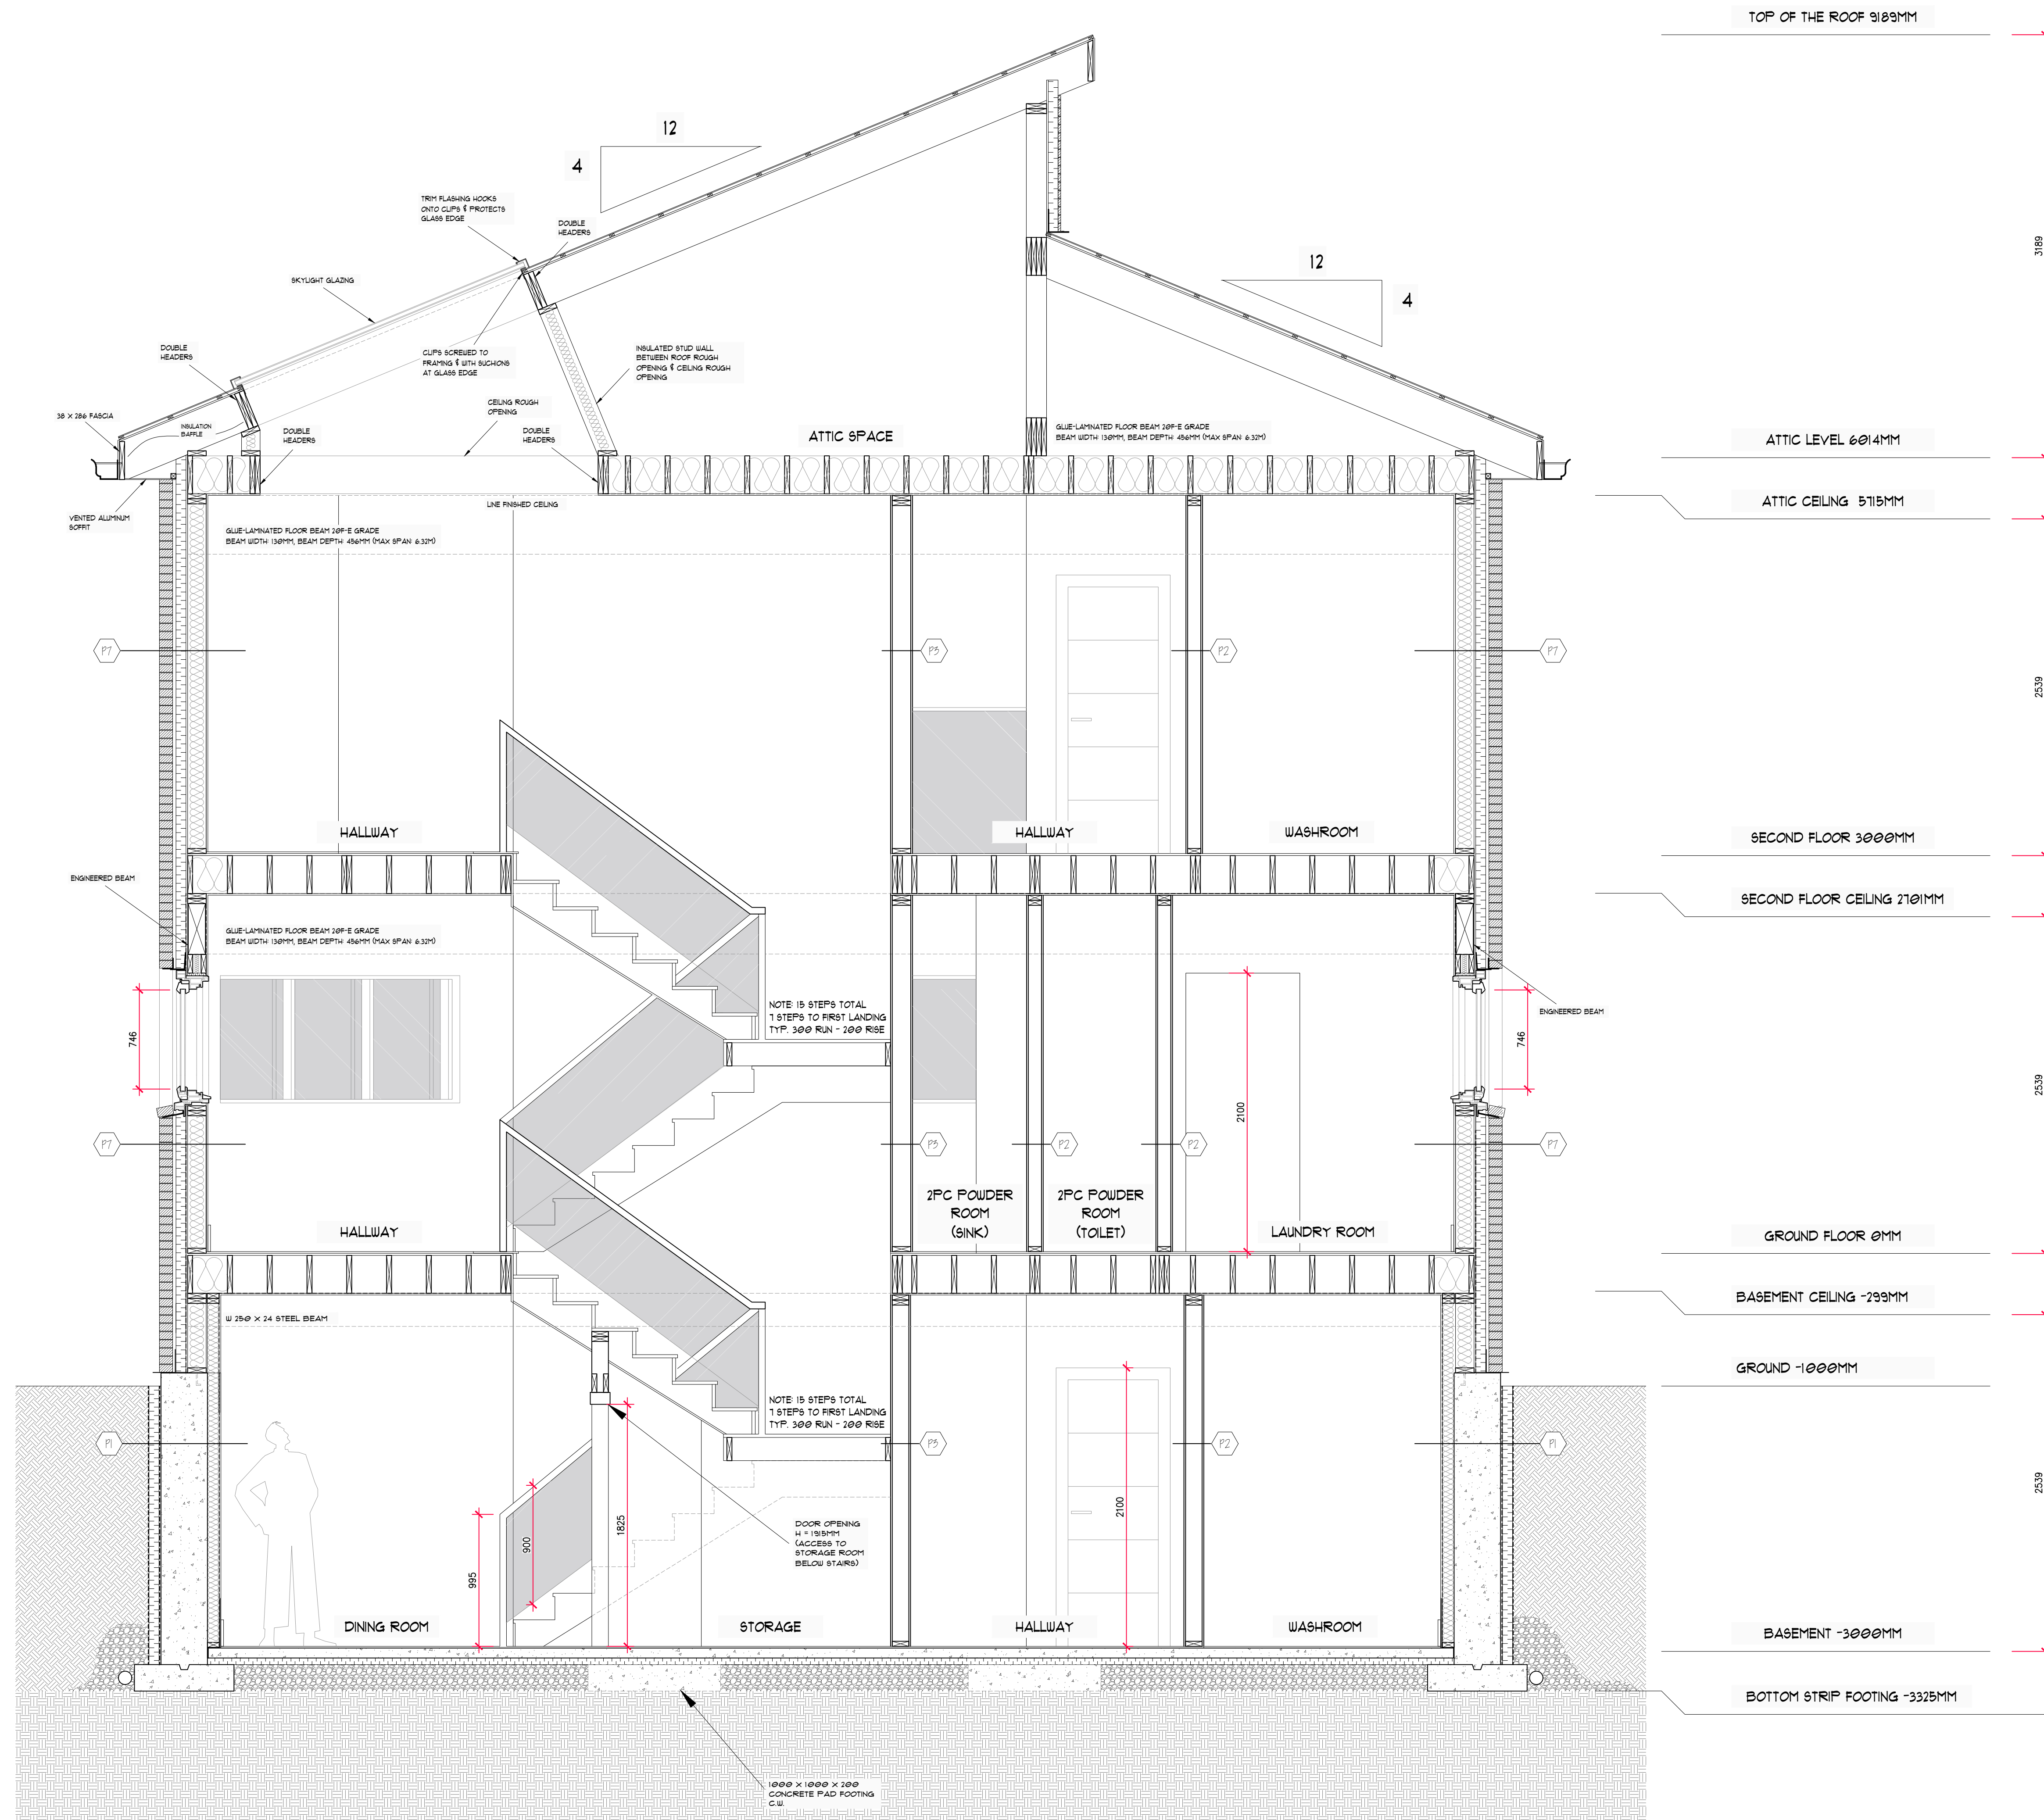 TOP OF THE ROOF 9189MM
12
4
TRIM FLASHING HOOKS
ONTO CLIPS & PROTECTS
GLASS EDGE
DOUBLE
HEADERS
3189
12
4
SKYLIGHT GLAZING
DOUBLE
HEADERS
CLIPS SCREWED TO
FRAMING & WITH SUCHIONS
AT GLASS EDGE
INSULATED STUD WALL
BETWEEN ROOF ROUGH
OPENING & CEILING ROUGH
OPENING
38 X 286 FASCIA
INSULATION
BAFFLE
DOUBLE
HEADERS
CEILING ROUGH
OPENING
DOUBLE
HEADERS
ATTIC SPACE
GLUE-LAMINATED FLOOR BEAM 20F-E GRADE
BEAM WIDTH: 130MM, BEAM DEPTH: 456MM (MAX SPAN: 6.32M)
ATTIC LEVEL 6014MM
VENTED ALUMINUM
SOFFIT
LINE FINISHED CEILING
ATTIC CEILING 5715MM
GLUE-LAMINATED FLOOR BEAM 20F-E GRADE
BEAM WIDTH: 130MM, BEAM DEPTH: 456MM (MAX SPAN: 6.32M)
P7
P3
P2
P7
2539
HALLWAY
HALLWAY
WASHROOM
SECOND FLOOR 3000MM
ENGINEERED BEAM
SECOND FLOOR CEILING 2701MM
GLUE-LAMINATED FLOOR BEAM 20F-E GRADE
BEAM WIDTH: 130MM, BEAM DEPTH: 456MM (MAX SPAN: 6.32M)
NOTE: 15 STEPS TOTAL
7 STEPS TO FIRST LANDING
TYP. 300 RUN - 200 RISE
ENGINEERED BEAM
746
746
2539
2100
P7
P3
P2
P2
P7
2PC POWDER
ROOM
(SINK)
2PC POWDER
ROOM
(TOILET)
HALLWAY
LAUNDRY ROOM
GROUND FLOOR 0MM
BASEMENT CEILING -299MM
W 250 X 24 STEEL BEAM
GROUND -1000MM
NOTE: 15 STEPS TOTAL
7 STEPS TO FIRST LANDING
TYP. 300 RUN - 200 RISE
P1
P3
P2
P1
2539
2100
1825
900
995
DOOR OPENING
H = 1915MM
(ACCESS TO
STORAGE ROOM
BELOW STAIRS)
DINING ROOM
STORAGE
HALLWAY
WASHROOM
BASEMENT -3000MM
BOTTOM STRIP FOOTING -3325MM
1000 X 1000 X 200
CONCRETE PAD FOOTING
C.W.